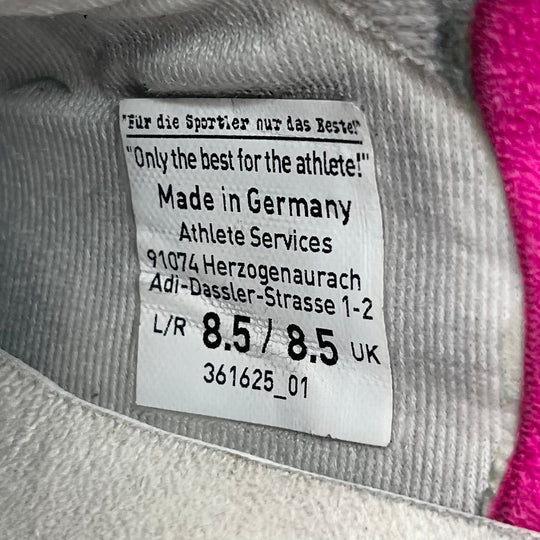 "Für die Sportler nur das Beste!"
"Only the best for the athlete!"
Made in Germany
Athlete Services
91074 Herzogenaurach
Adi-Dassler-Strasse 1-2
L/R 8.5 / 8.5 UK
361625_01